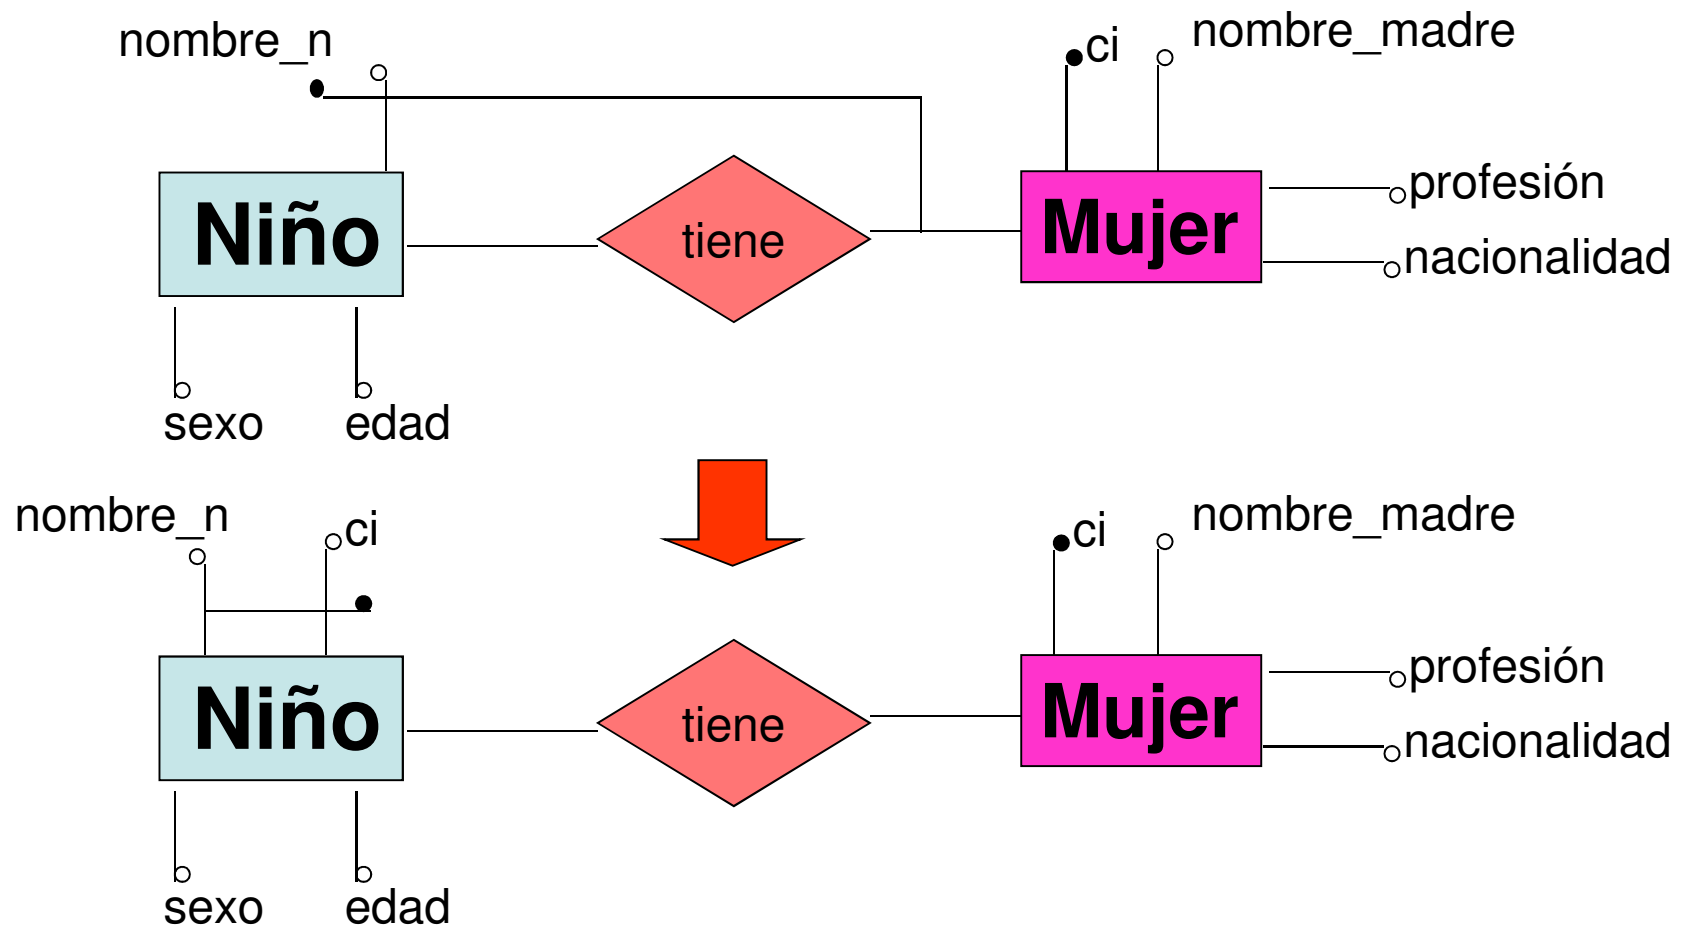 nombre_n
ci
nombre_madre
Niño
tiene
Mujer
profesión
nacionalidad
sexo
edad
nombre_n
ci
ci
nombre_madre
Niño
tiene
Mujer
profesión
nacionalidad
sexo
edad